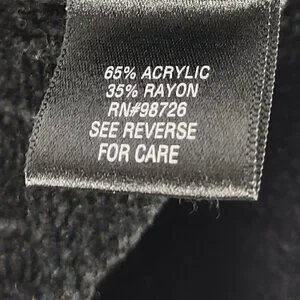 65% ACRYLIC
35% RAYON
RN#98726
SEE REVERSE
FOR CARE